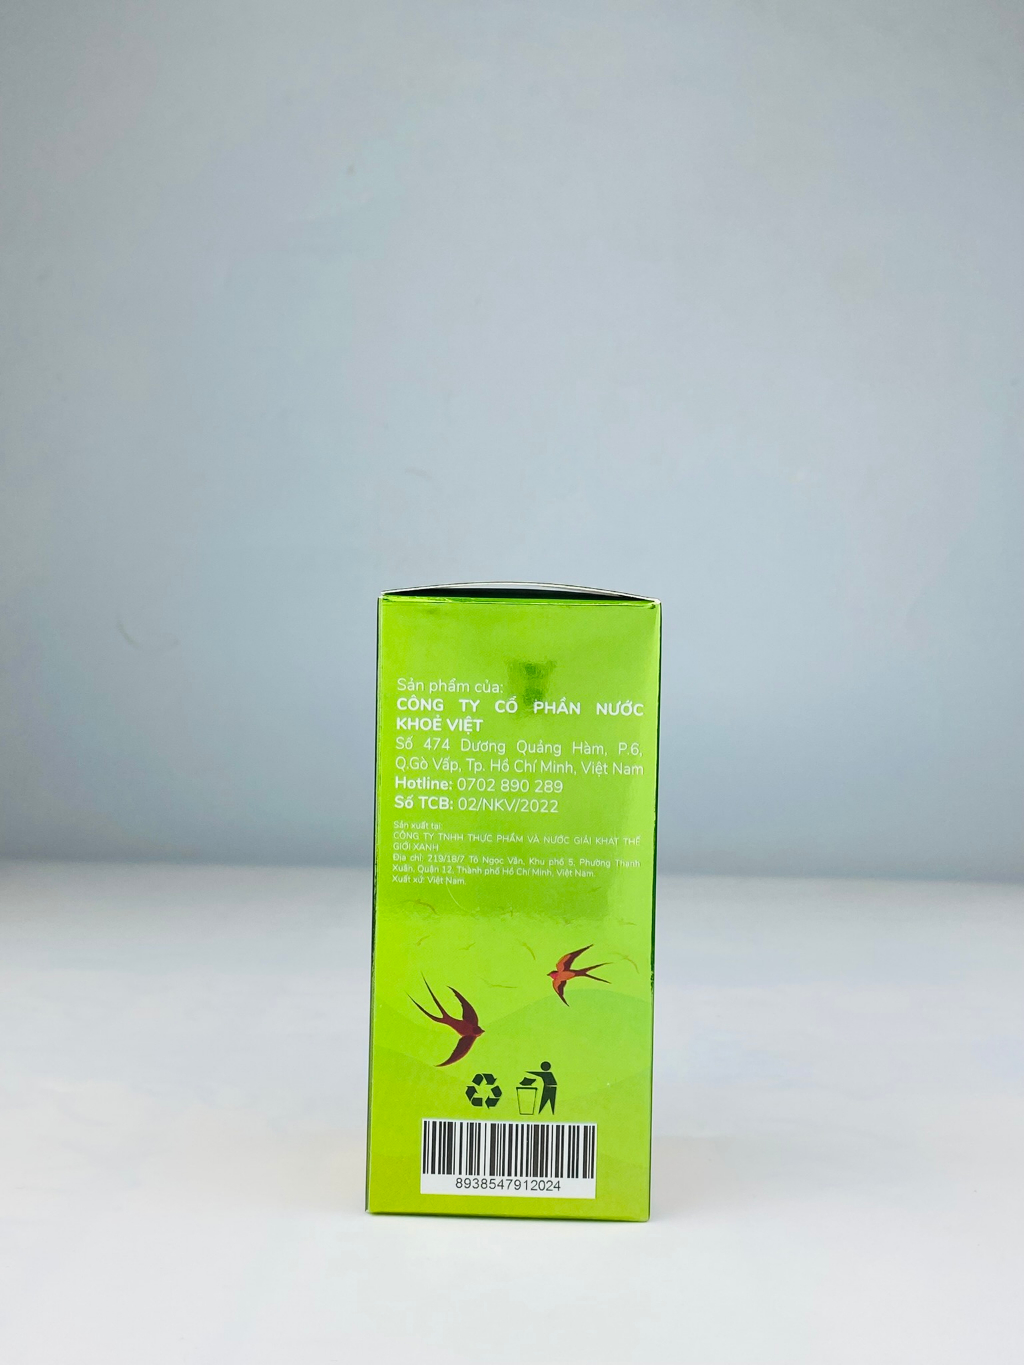 Sản phẩm của:
CÔNG TY CỔ PHẦN NƯỚC
KHOẺ VIỆT
Số 474 Dương Quảng Hàm, P.6,
Q.Gò Vấp, Tp. Hồ Chí Minh, Việt Nam
Hotline: 0702 890 289
Số TCB: 02/NKV/2022
Sản xuất tại:
CÔNG TY TNHH THỰC PHẨM VÀ NƯỚC GIẢI KHÁT THẾ
GIỚI XANH
Địa chỉ: 219/18/7 Tô Ngọc Vân, Khu phố 5, Phường Thạnh
Xuân, Quận 12, Thành phố Hồ Chí Minh, Việt Nam.
Xuất xứ: Việt Nam.
8938547912024